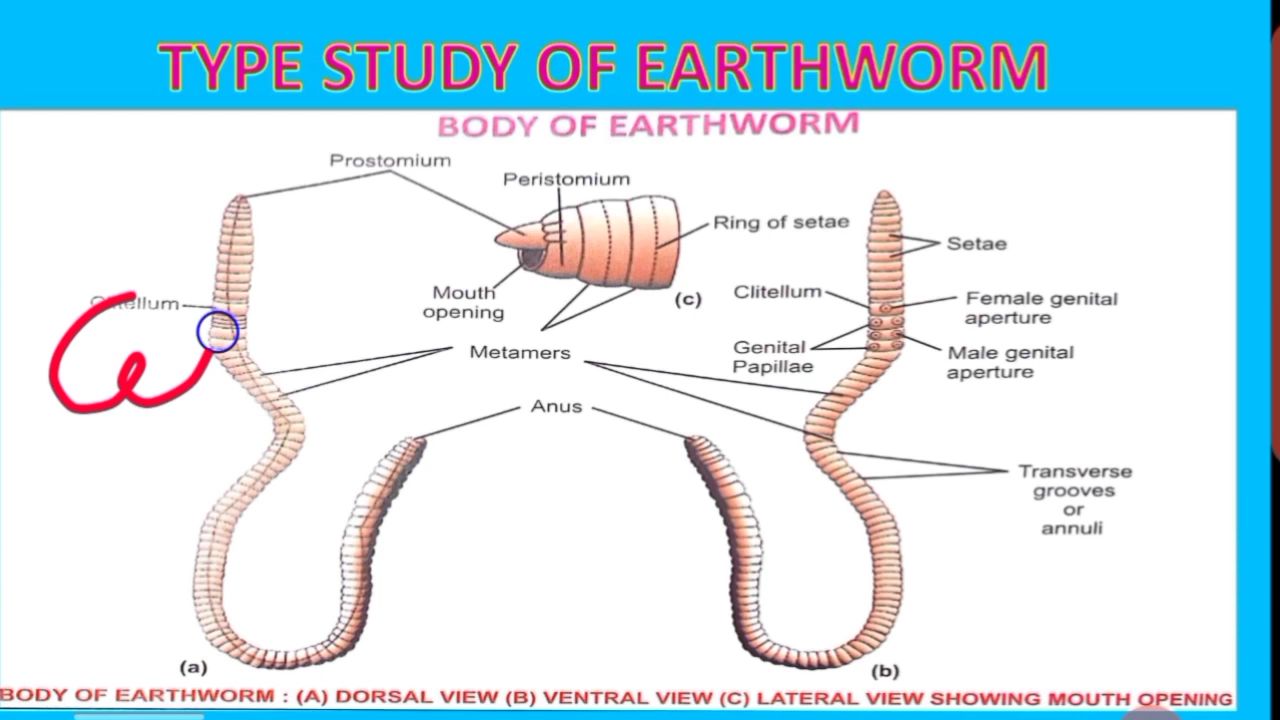 TYPE STUDY OF EARTHWORM
BODY OF EARTHWORM
Prostomium
Peristomium
Ring of setae
Setae
Mouth
opening
(c)
Clitellum
Clitellum
Female genital
aperture
Genital
Papillae
Male genital
aperture
Metamers
Anus
Transverse
grooves
or
annuli
(a)
(b)
BODY OF EARTHWORM : (A) DORSAL VIEW (B) VENTRAL VIEW (C) LATERAL VIEW SHOWING MOUTH OPENING